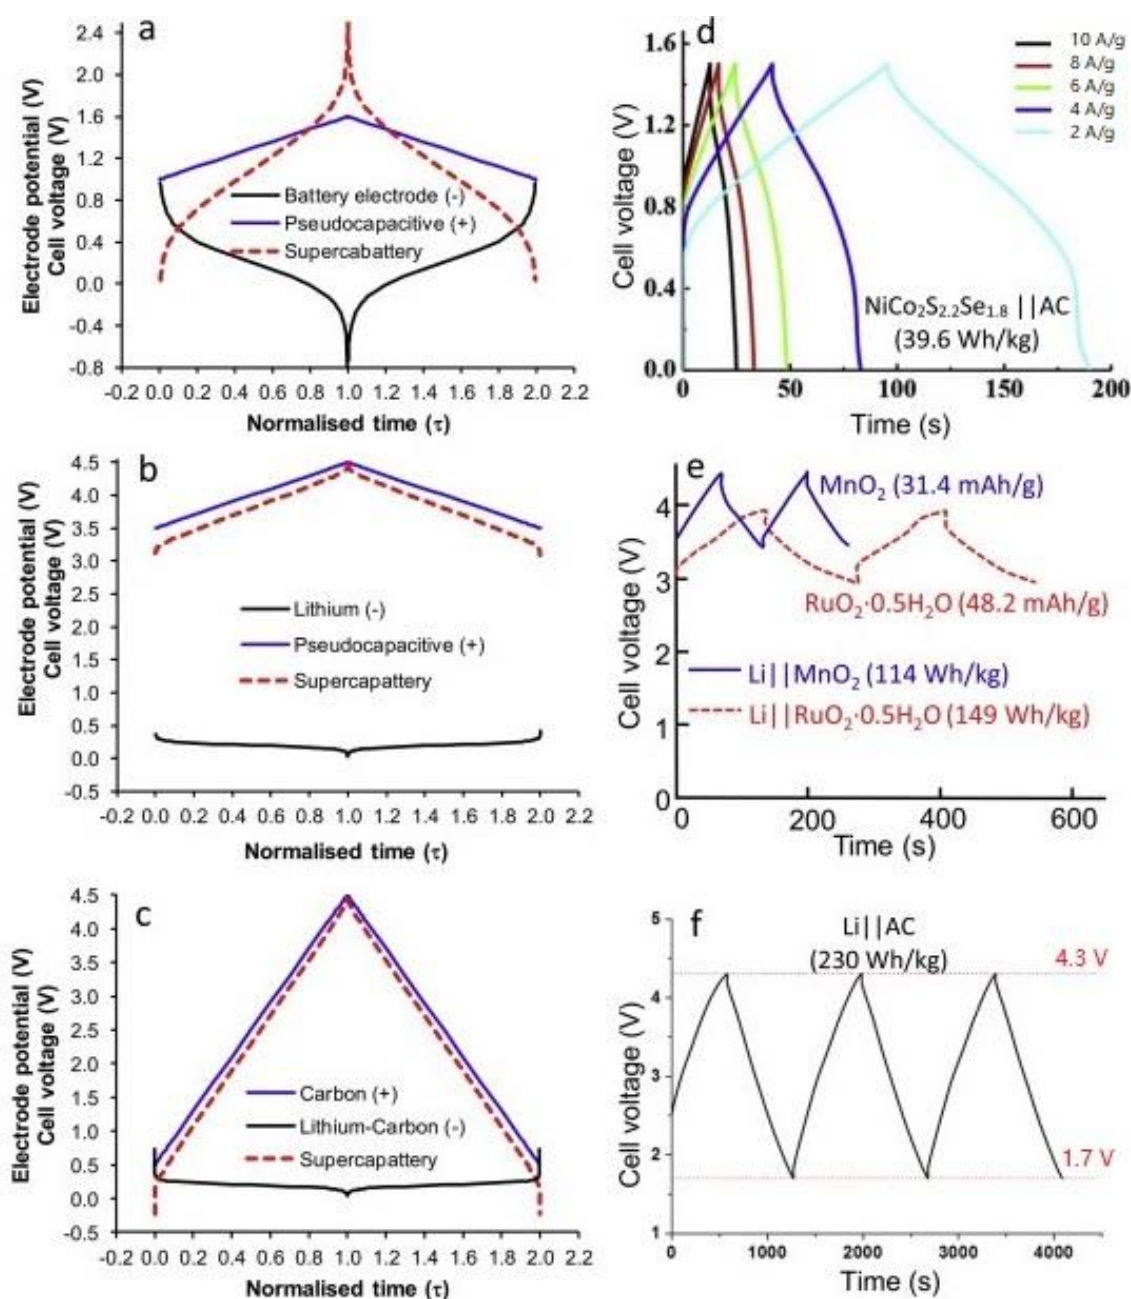 a
Electrode potential (V)
Cell voltage (V)
2.4
2.0
1.6
1.2
0.8
0.4
0.0
-0.4
-0.8
Battery electrode (-)
Pseudocapacitive (+)
Supercabattery
-0.2 0.0 0.2 0.4 0.6 0.8 1.0 1.2 1.4 1.6 1.8 2.0 2.2
Normalised time (τ)
d
Cell voltage (V)
1.6
1.2
0.8
0.4
0.0
10 A/g
8 A/g
6 A/g
4 A/g
2 A/g
NiCo2S2.2Se1.8 ||AC
(39.6 Wh/kg)
0 50 100 150 200
Time (s)
b
Electrode potential (V)
Cell voltage (V)
4.5
4.0
3.5
3.0
2.5
2.0
1.5
1.0
0.5
0.0
-0.5
Lithium (-)
Pseudocapacitive (+)
Supercapattery
-0.2 0.0 0.2 0.4 0.6 0.8 1.0 1.2 1.4 1.6 1.8 2.0 2.2
Normalised time (τ)
e
Cell voltage (V)
4
3
2
1
0
MnO2 (31.4 mAh/g)
RuO2·0.5H2O (48.2 mAh/g)
Li||MnO2 (114 Wh/kg)
Li||RuO2·0.5H2O (149 Wh/kg)
0 200 400 600
Time (s)
c
Electrode potential (V)
Cell voltage (V)
4.5
4.0
3.5
3.0
2.5
2.0
1.5
1.0
0.5
0.0
-0.5
Carbon (+)
Lithium-Carbon (-)
Supercapattery
-0.2 0.0 0.2 0.4 0.6 0.8 1.0 1.2 1.4 1.6 1.8 2.0 2.2
Normalised time (τ)
f
Cell voltage (V)
5
4
3
2
1
Li||AC
(230 Wh/kg)
4.3 V
1.7 V
0 1000 2000 3000 4000
Time (s)